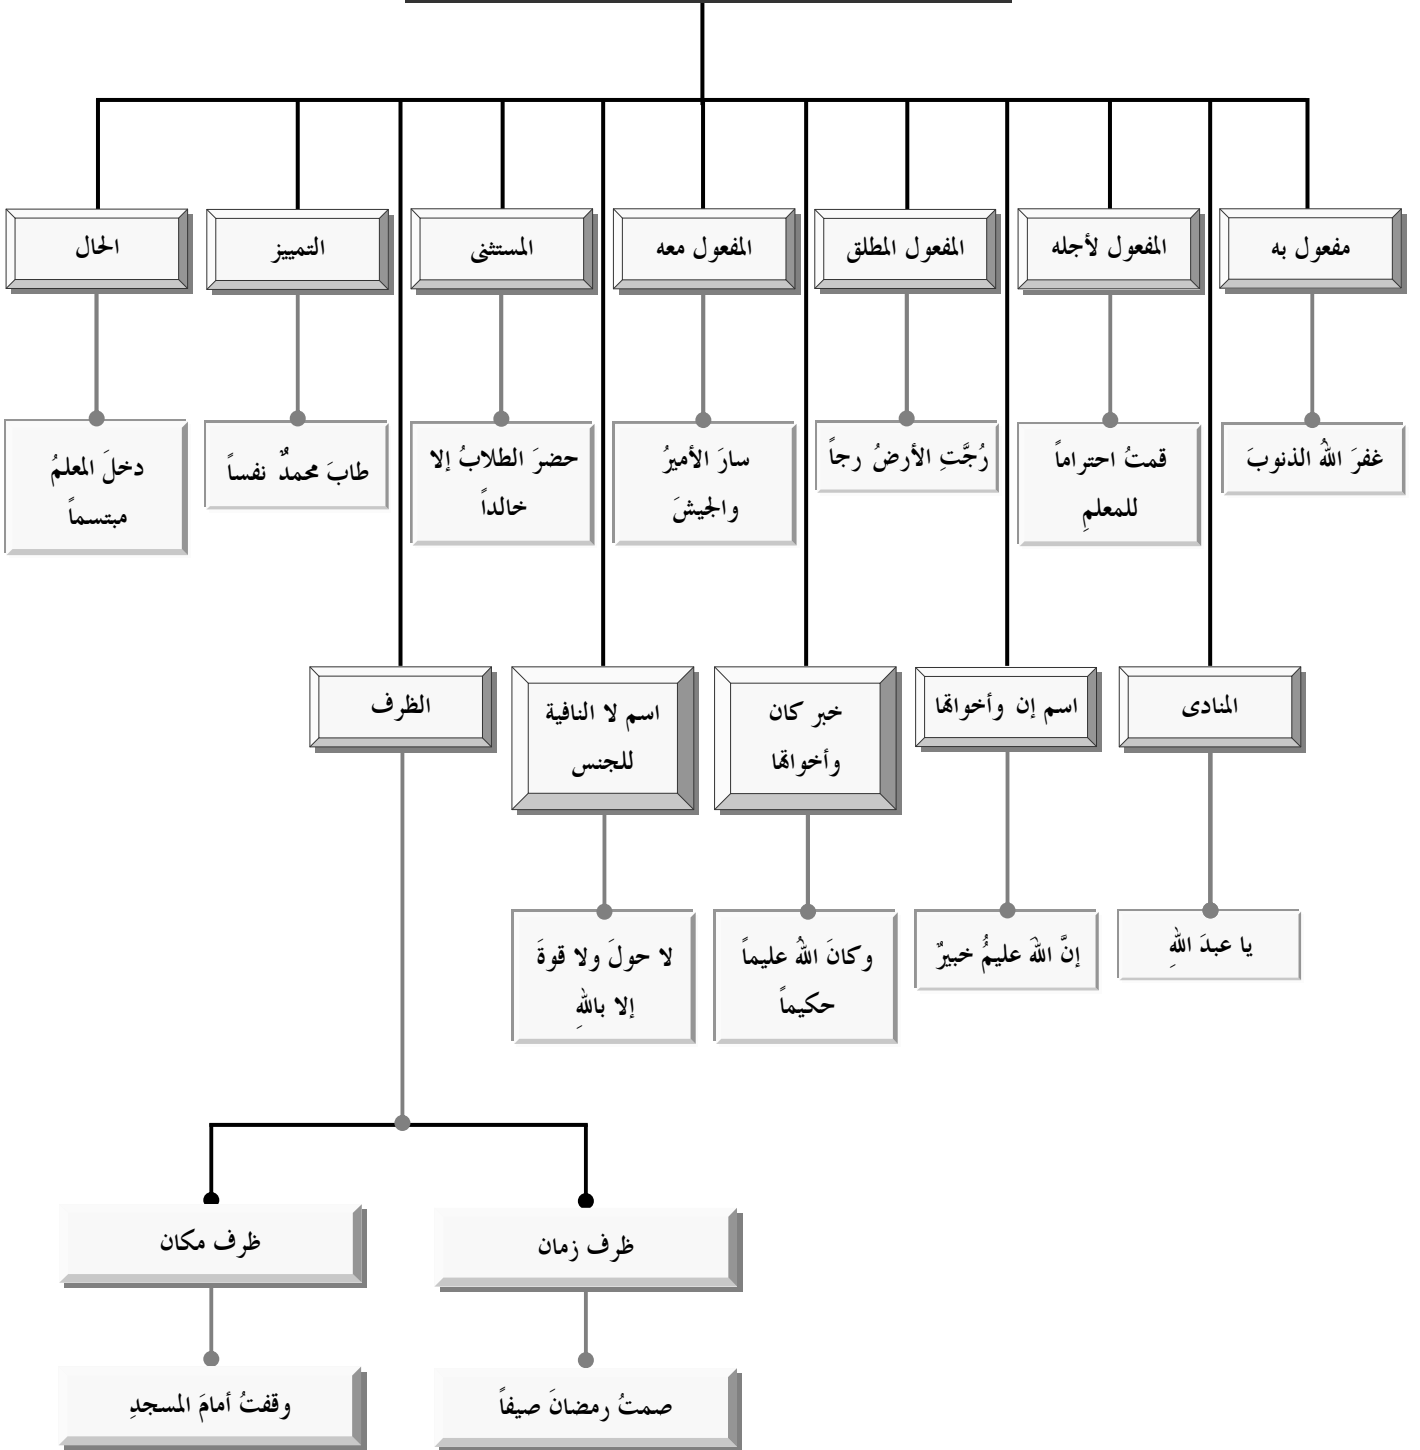 مفعول به
المفعول لأجله
المفعول المطلق
المفعول معه
المستثنى
التمييز
الحال
غفرَ اللهُ الذنوبَ
قمتُ احتراماً
للمعلمِ
رُجَّتِ الأرضُ رجاً
سارَ الأميرُ
والجيشَ
حضرَ الطلابُ إلا
خالداً
طابَ محمدٌ نفساً
دخلَ المعلمُ
مبتسماً
المنادى
اسم إن وأخواتها
خبر كان
وأخواتها
اسم لا النافية
للجنس
الظرف
يا عبدَ اللهِ
إنَّ اللهَ عليمٌ خبيرٌ
وكانَ اللهُ عليماً
حكيماً
لا حولَ ولا قوةَ
إلا باللهِ
ظرف زمان
ظرف مكان
صمتُ رمضانَ صيفاً
وقفتُ أمامَ المسجدِ